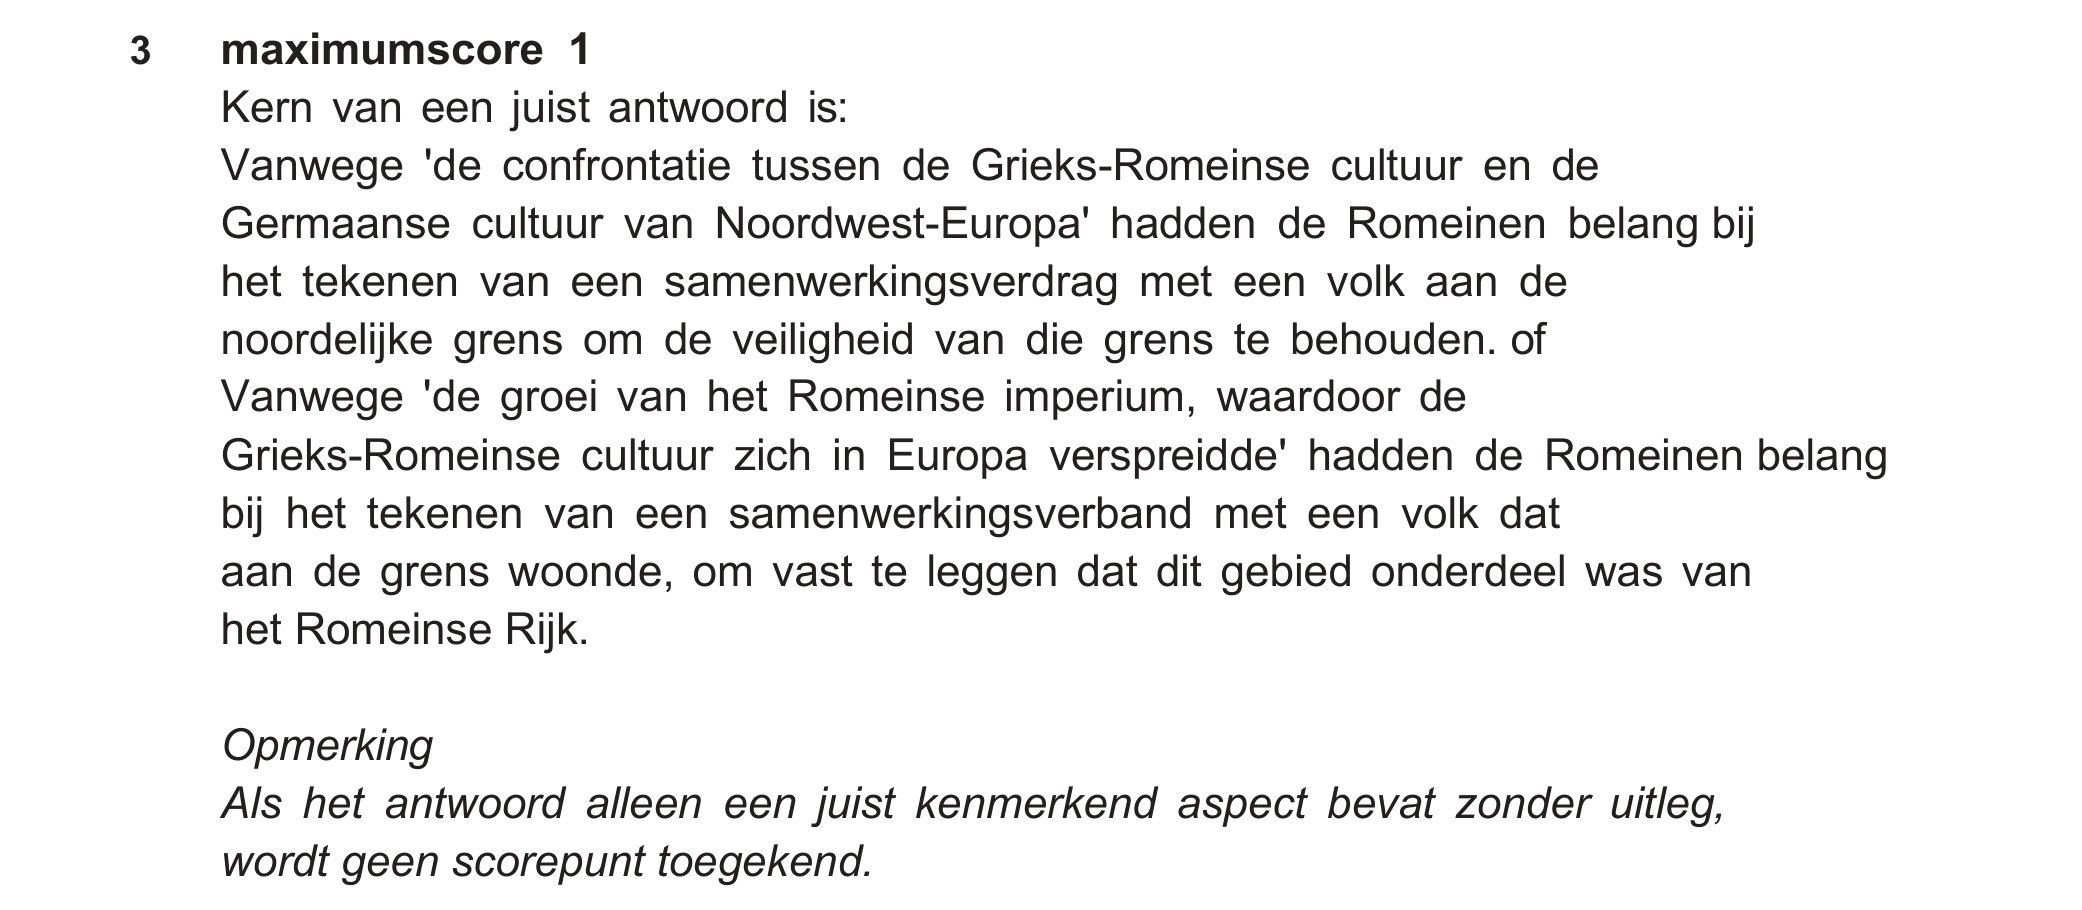 3 maximumscore 1
Kern van een juist antwoord is:
Vanwege 'de confrontatie tussen de Grieks-Romeinse cultuur en de
Germaanse cultuur van Noordwest-Europa' hadden de Romeinen belang bij
het tekenen van een samenwerkingsverdrag met een volk aan de
noordelijke grens om de veiligheid van die grens te behouden. of
Vanwege 'de groei van het Romeinse imperium, waardoor de
Grieks-Romeinse cultuur zich in Europa verspreidde' hadden de Romeinen belang
bij het tekenen van een samenwerkingsverband met een volk dat
aan de grens woonde, om vast te leggen dat dit gebied onderdeel was van
het Romeinse Rijk.
Opmerking
Als het antwoord alleen een juist kenmerkend aspect bevat zonder uitleg,
wordt geen scorepunt toegekend.